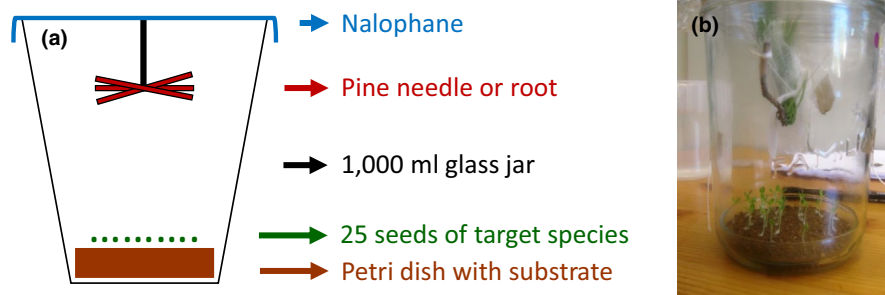 (a)
Nalophane
Pine needle or root
1,000 ml glass jar
25 seeds of target species
Petri dish with substrate
(b)